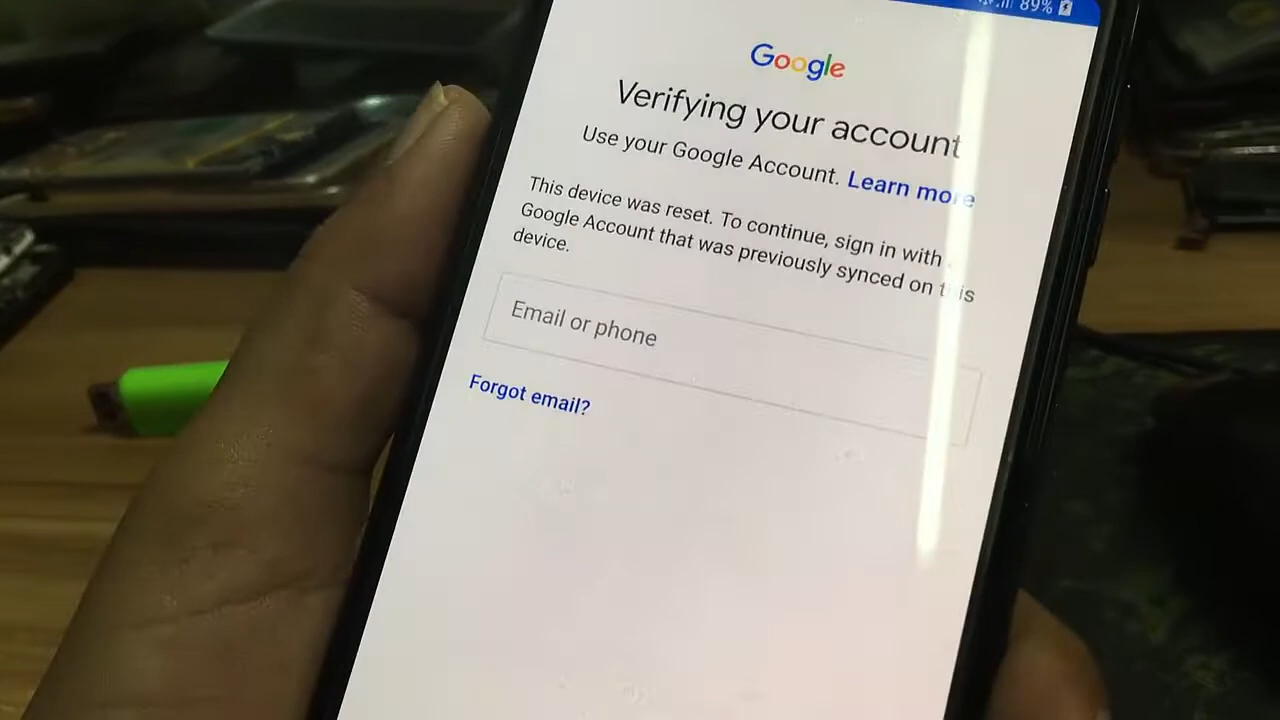 89%
Google
Verifying your account
Use your Google Account. Learn more
This device was reset. To continue, sign in with
Google Account that was previously synced on this
device.
Email or phone
Forgot email?